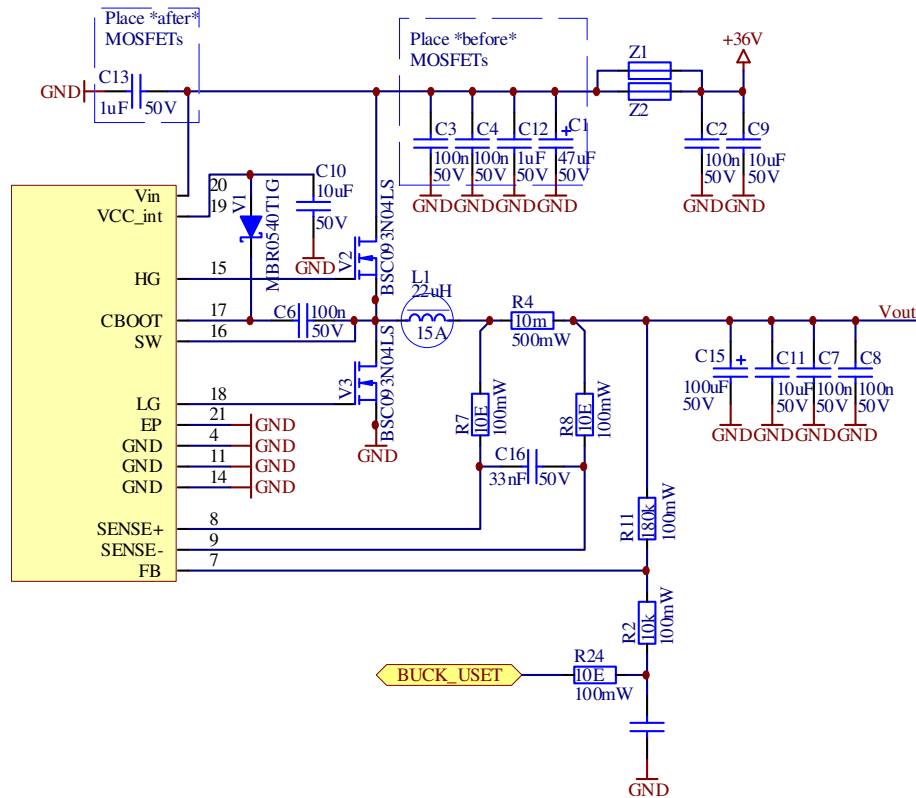 Place *after*
MOSFETs
Place *before*
MOSFETs
+36V
Z1
Z2
GND
C13
1uF
50V
C3
100n
50V
GND
C4
100n
50V
GND
C12
1uF
50V
GND
C1
47uF
50V
GND
C2
100n
50V
GND
C9
10uF
50V
GND
Vin
20
VCC_int
19
HG
15
CBOOT
17
SW
16
LG
18
EP
21
GND
GND
4
GND
GND
11
GND
GND
14
GND
SENSE+
8
SENSE-
9
FB
7
V1
MBR0540T1G
C10
10uF
50V
GND
V2
BSC093N04LS
C6
100n
50V
V3
BSC093N04LS
GND
L1
22uH
15A
R4
10m
500mW
R7
10E
100mW
R8
10E
100mW
C16
33nF
50V
Vout
C15
100uF
50V
GND
C11
10uF
50V
GND
C7
100n
50V
GND
C8
100n
50V
GND
R11
180k
100mW
R2
10k
100mW
BUCK_USET
R24
10E
100mW
GND